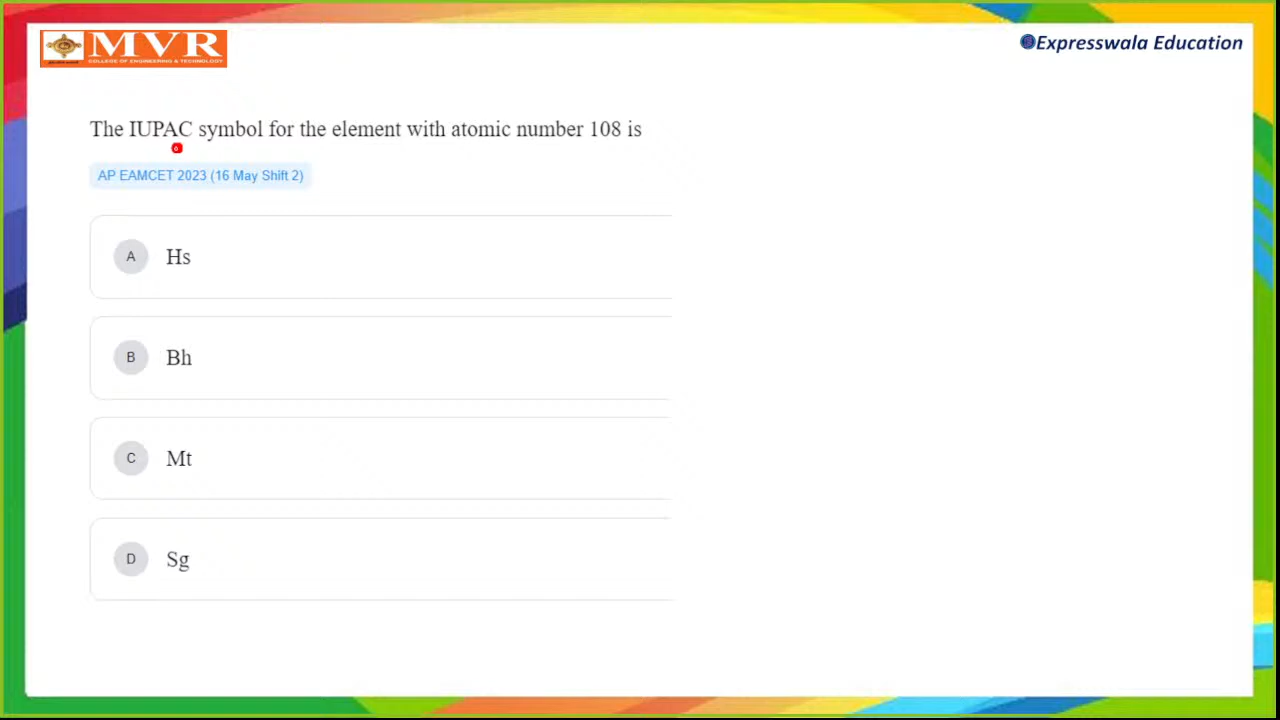 MVR
COLLEGE OF ENGINEERING & TECHNOLOGY
Expresswala Education
The IUPAC symbol for the element with atomic number 108 is
AP EAMCET 2023 (16 May Shift 2)
A Hs
B Bh
C Mt
D Sg